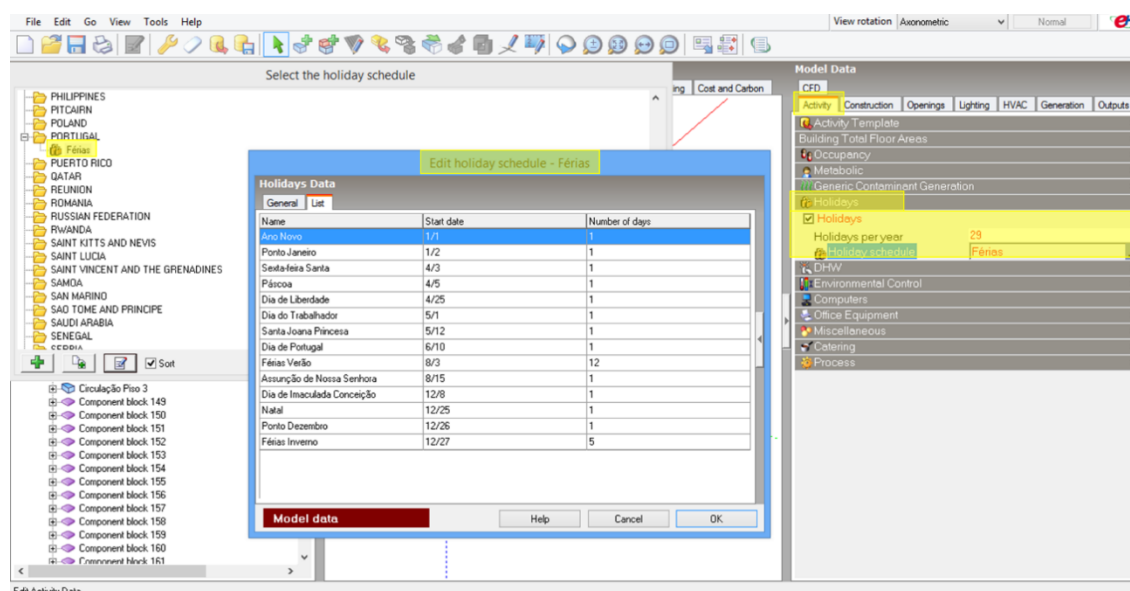 File Edit Go View Tools Help
View rotation Axonometric Normal
Select the holiday schedule
Cost and Carbon
PHILIPPINES
PITCAIRN
POLAND
PORTUGAL
Férias
PUERTO RICO
QATAR
REUNION
ROMANIA
RUSSIAN FEDERATION
RWANDA
SAINT KITTS AND NEVIS
SAINT LUCIA
SAINT VINCENT AND THE GRENADINES
SAMOA
SAN MARINO
SAO TOME AND PRINCIPE
SAUDI ARABIA
SENEGAL
Sort
Circulação Piso 3
Component block 149
Component block 150
Component block 151
Component block 152
Component block 153
Component block 154
Component block 155
Component block 156
Component block 157
Component block 158
Component block 159
Component block 160
Component block 161
Edit Activity Data
Edit holiday schedule - Férias
Holidays Data
General List
Name Start date Number of days
Ano Novo 1/1 1
Ponto Janeiro 1/2 1
Sexta-feira Santa 4/3 1
Páscoa 4/5 1
Dia de Liberdade 4/25 1
Dia do Trabalhador 5/1 1
Santa Joana Princesa 5/12 1
Dia de Portugal 6/10 1
Férias Verão 8/3 12
Assunção de Nossa Senhora 8/15 1
Dia de Imaculada Conceição 12/8 1
Natal 12/25 1
Ponto Dezembro 12/26 1
Férias Inverno 12/27 5
Model data Help Cancel OK
Model Data
CFD
Activity Construction Openings Lighting HVAC Generation Outputs
Activity Template
Building Total Floor Areas
Occupancy
Metabolic
Generic Contaminant Generation
Holidays
Holidays
Holidays per year 29
Holiday schedule Férias
DHW
Environmental Control
Computers
Office Equipment
Miscellaneous
Catering
Process